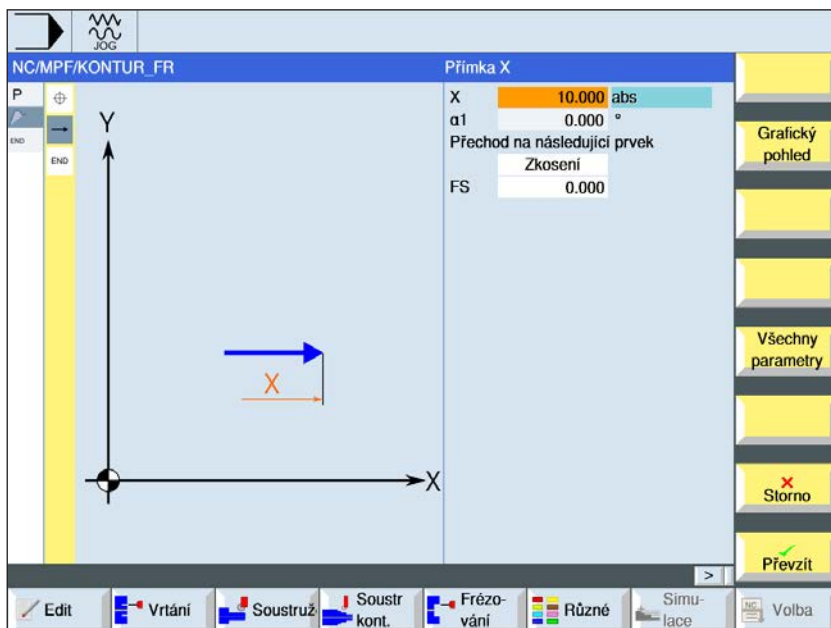 JOG
NC/MPF/KONTUR_FR
Přímka X
P
END
END
Y
X
X
X 10.000 abs
α1 0.000 °
Přechod na následující prvek
Zkosení
FS 0.000
Grafický
pohled
Všechny
parametry
Storno
Převzít
>
Edit
Vrtání
Soustruž
Soustr
kont.
Frézo-
vání
Různé
Simu-
lace
NC
Volba